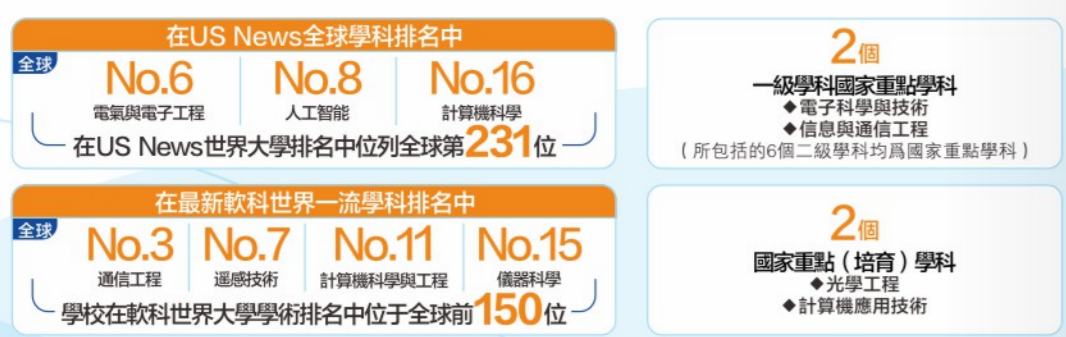 在US News全球學科排名中
全球
No.6
No.8
No.16
電氣與電子工程
人工智能
計算機科學
在US News世界大學排名中位列全球第231位
2個
一級學科國家重點學科
◆電子科學與技術
◆信息與通信工程
(所包括的6個二級學科均爲國家重點學科)
在最新軟科世界一流學科排名中
全球
No.3
No.7
No.11
No.15
通信工程
遥感技術
計算機科學與工程
儀器科學
學校在軟科世界大學學術排名中位于全球前150位
2個
國家重點(培育)學科
◆光學工程
◆計算機應用技術